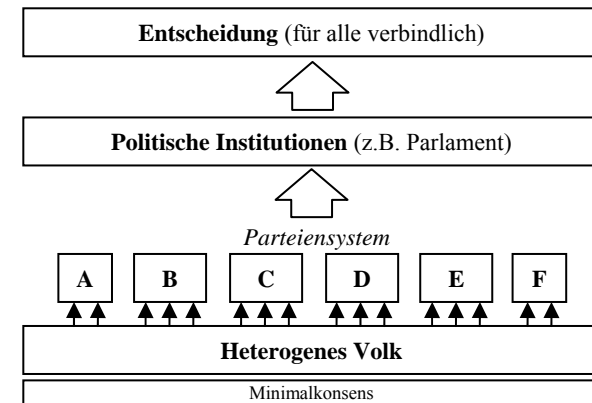 Entscheidung (für alle verbindlich)
Politische Institutionen (z.B. Parlament)
Parteiensystem
A B C D E F
Heterogenes Volk
Minimalkonsens